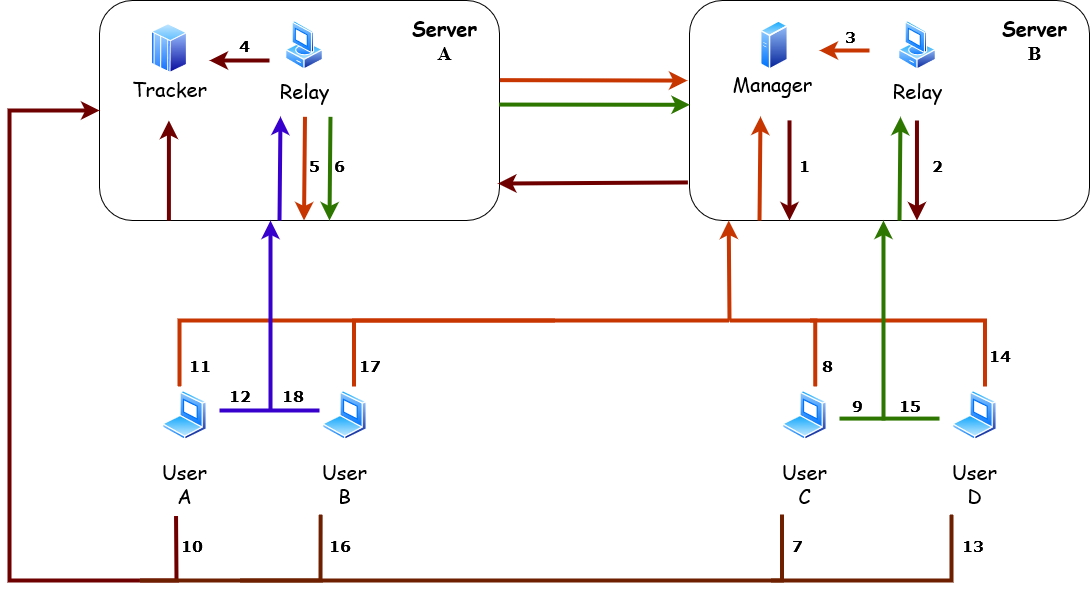 Server
A
Server
B
4
3
Tracker
Relay
Manager
Relay
5
6
1
2
11
17
8
14
12
18
9
15
User
A
User
B
User
C
User
D
10
16
7
13